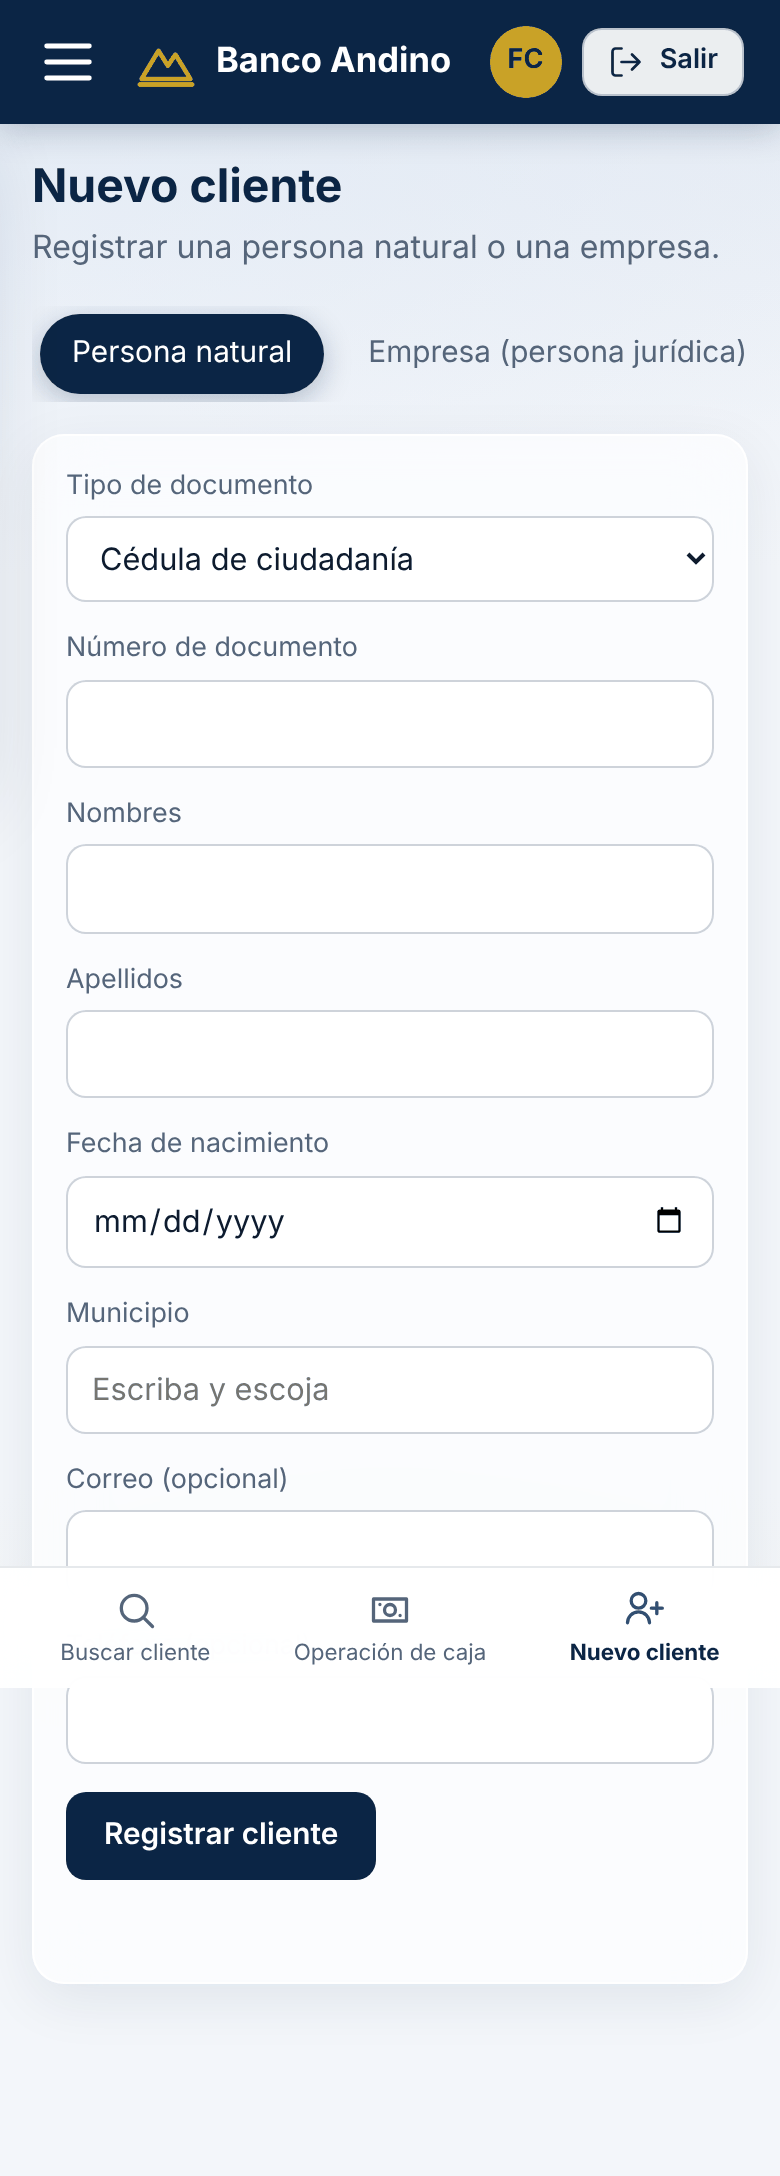 Banco Andino
FC
Salir
Nuevo cliente
Registrar una persona natural o una empresa.
Persona natural
Empresa (persona jurídica)
Tipo de documento
Cédula de ciudadanía
Número de documento
Nombres
Apellidos
Fecha de nacimiento
mm/dd/yyyy
Municipio
Escriba y escoja
Correo (opcional)
Buscar cliente
Operación de caja
Nuevo cliente
Registrar cliente